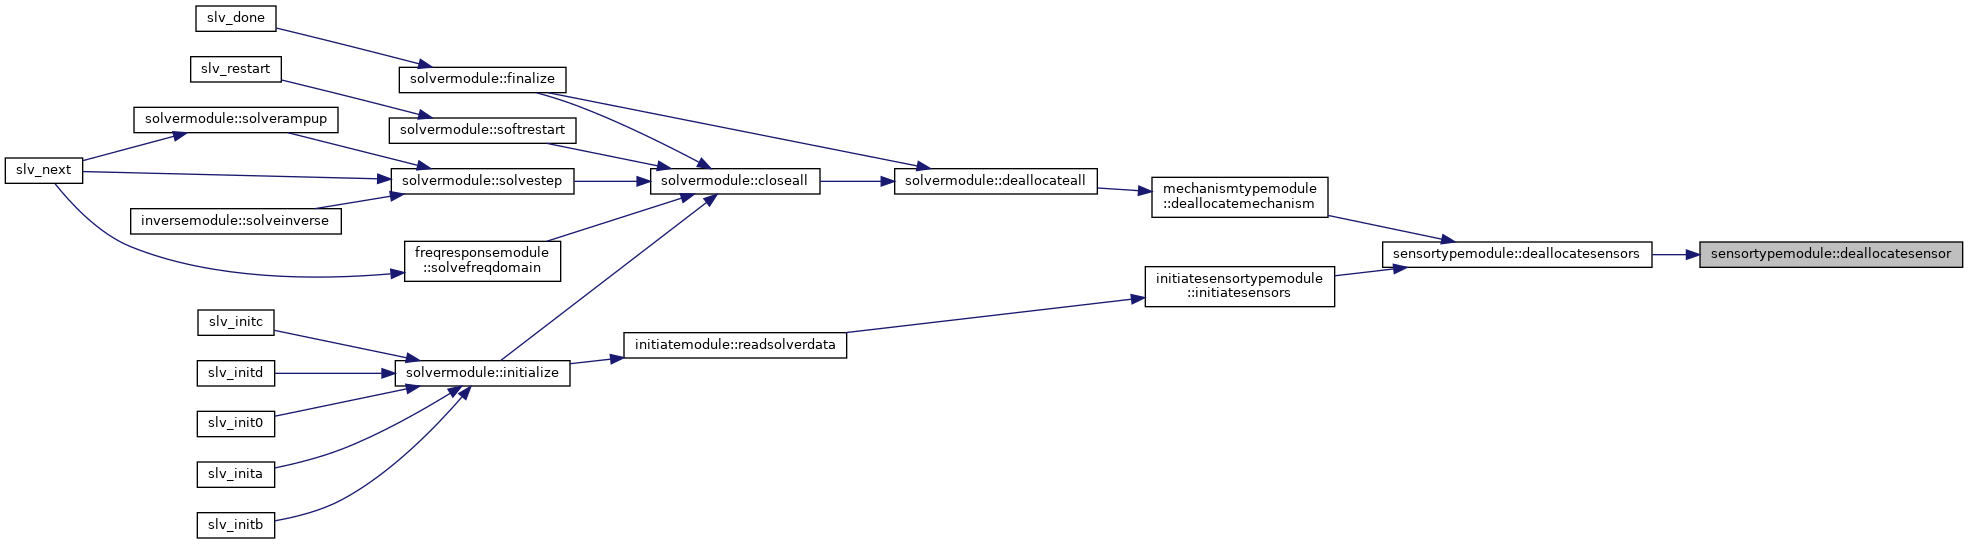 slv_done
slv_restart
solvermodule::finalize
solvermodule::solverampup
solvermodule::softrestart
slv_next
solvermodule::solvestep
solvermodule::closeall
solvermodule::deallocateall
mechanismtypemodule
::deallocatemechanism
inversemodule::solveinverse
freqresponsemodule
::solvefreqdomain
sensortypemodule::deallocatesensors
sensortypemodule::deallocatesensor
initiatesensortypemodule
::initiatesensors
slv_initc
initiatemodule::readsolverdata
slv_initd
solvermodule::initialize
slv_init0
slv_inita
slv_initb